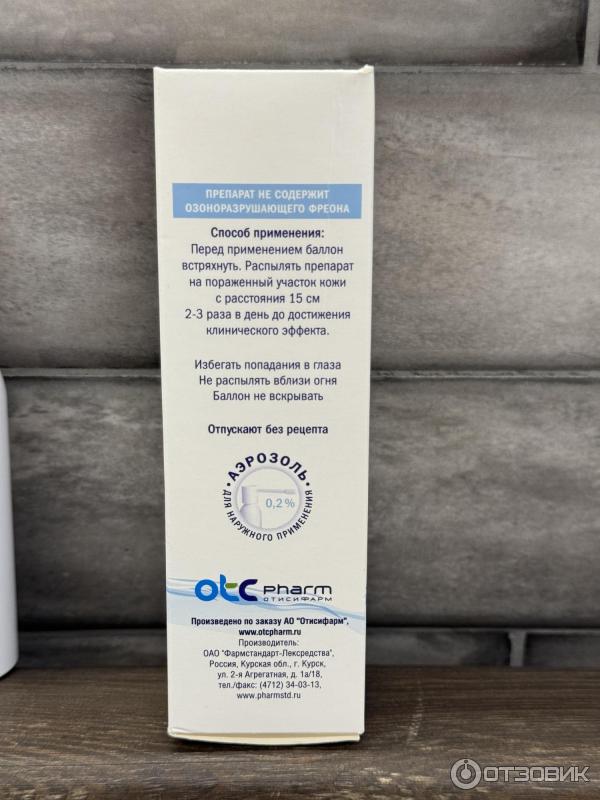 ПРЕПАРАТ НЕ СОДЕРЖИТ
ОЗОНОРАЗРУШАЮЩЕГО ФРЕОНА
Способ применения:
Перед применением баллон
встряхнуть. Распылять препарат
на пораженный участок кожи
с расстояния 15 см
2-3 раза в день до достижения
клинического эффекта.
Избегать попадания в глаза
Не распылять вблизи огня
Баллон не вскрывать
Отпускают без рецепта
• АЭРОЗОЛЬ •
0,2%
ДЛЯ НАРУЖНОГО ПРИМЕНЕНИЯ
otc pharm
ОТИСИФАРМ
Произведено по заказу АО "Отисифарм",
www.otcpharm.ru
Производитель:
ОАО "Фармстандарт-Лексредства",
Россия, Курская обл., г. Курск,
ул. 2-я Агрегатная, д. 1а/18,
тел./факс: (4712) 34-03-13,
www.pharmstd.ru
ОТЗОВИК